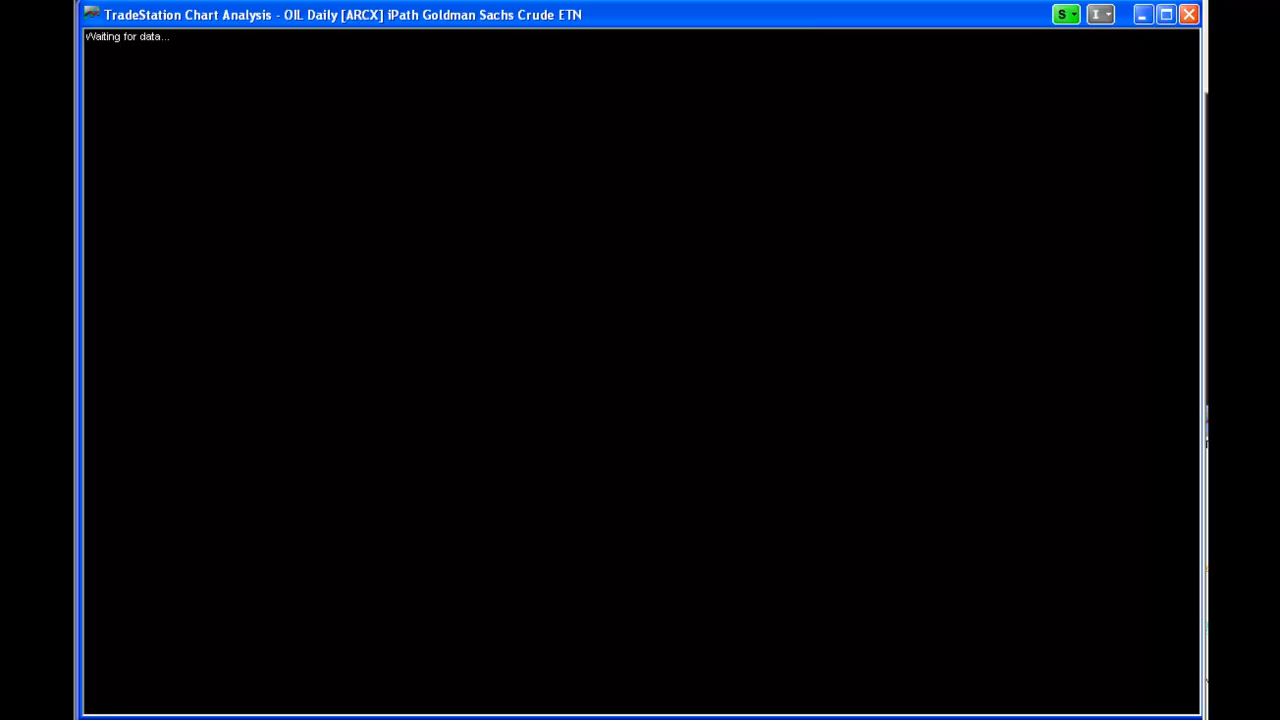 TradeStation Chart Analysis - OIL Daily [ARCX] iPath Goldman Sachs Crude ETN
S
I
Waiting for data...